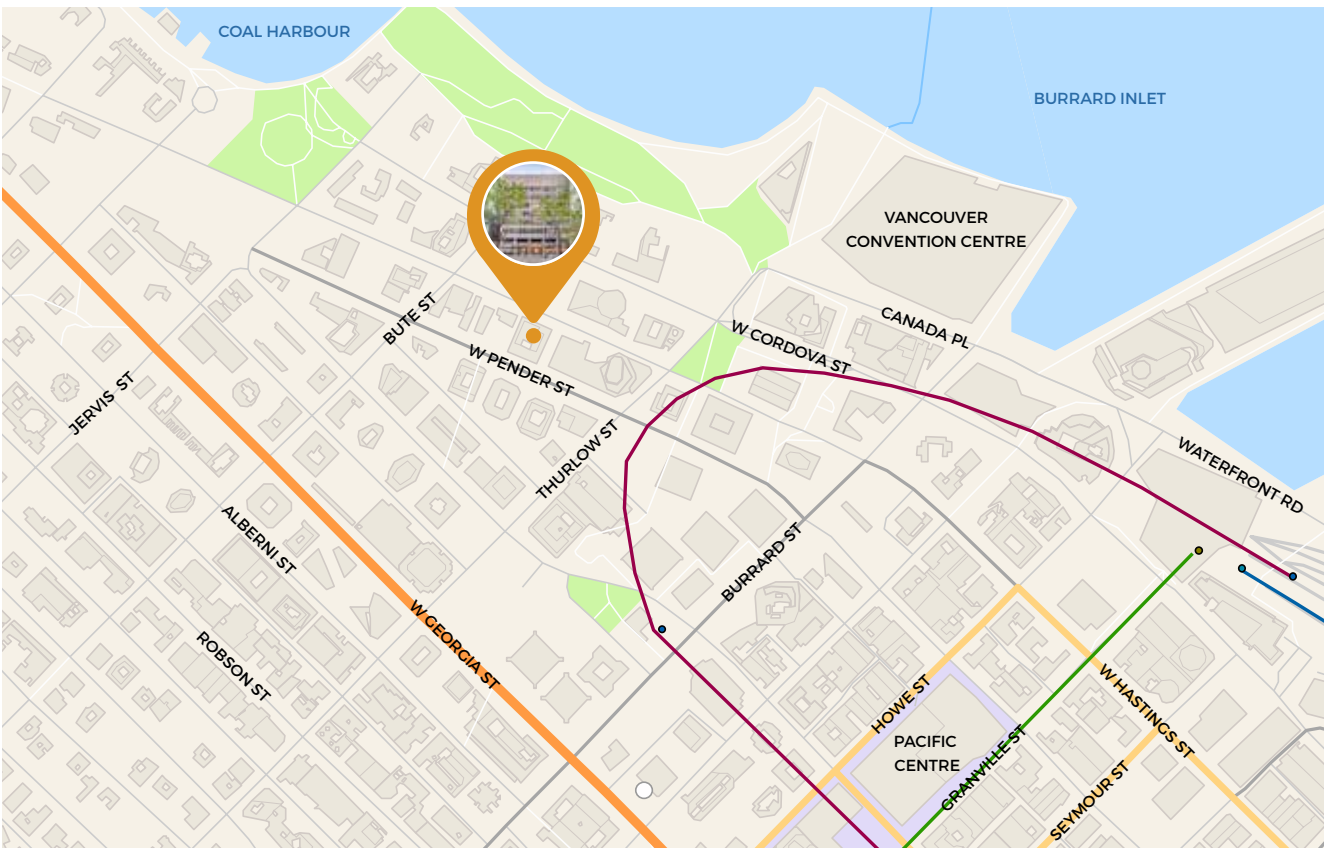 COAL HARBOUR
BURRARD INLET
VANCOUVER
CONVENTION CENTRE
CANADA PL
W CORDOVA ST
BUTE ST
W PENDER ST
JERVIS ST
THURLOW ST
WATERFRONT RD
ALBERNI ST
BURRARD ST
W GEORGIA ST
ROBSON ST
HOWE ST
W HASTINGS ST
PACIFIC
CENTRE
GRANVILLE ST
SEYMOUR ST